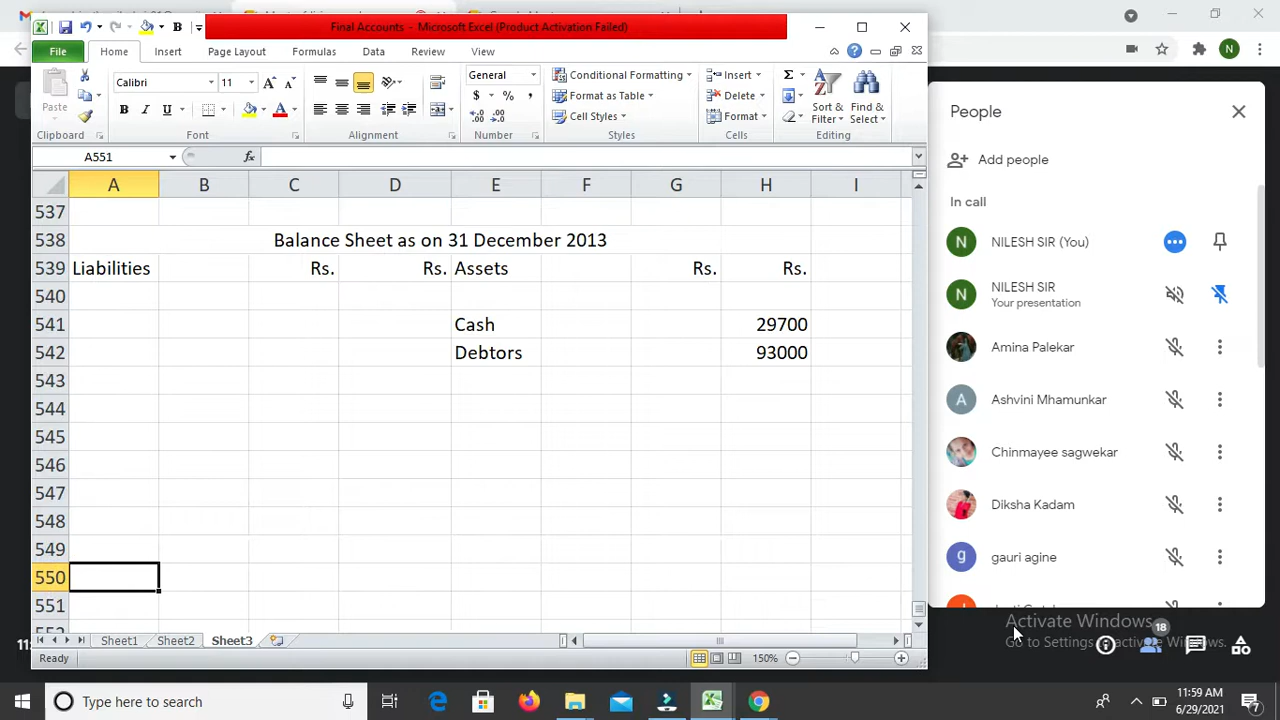 Final Accounts - Microsoft Excel (Product Activation Failed)
File Home Insert Page Layout Formulas Data Review View
Paste
Calibri 11
B I U
A A
General
$ % ,
Conditional Formatting
Format as Table
Cell Styles
Insert
Delete
Format
Σ
Sort & Filter
Find & Select
Clipboard Font Alignment Number Styles Cells Editing
A551 fx
A B C D E F G H I
537
538 Balance Sheet as on 31 December 2013
539 Liabilities Rs. Rs. Assets Rs. Rs.
540
541 Cash 29700
542 Debtors 93000
543
544
545
546
547
548
549
550
551
Sheet1 Sheet2 Sheet3
Ready 150%
N
People
Add people
In call
N NILESH SIR (You)
N NILESH SIR
Your presentation
Amina Palekar
A Ashvini Mhamunkar
Chinmayee sagwekar
Diksha Kadam
g gauri agine
Activate Windows
Go to Settings to activate Windows.
18
Type here to search
11:59 AM
6/29/2021
7